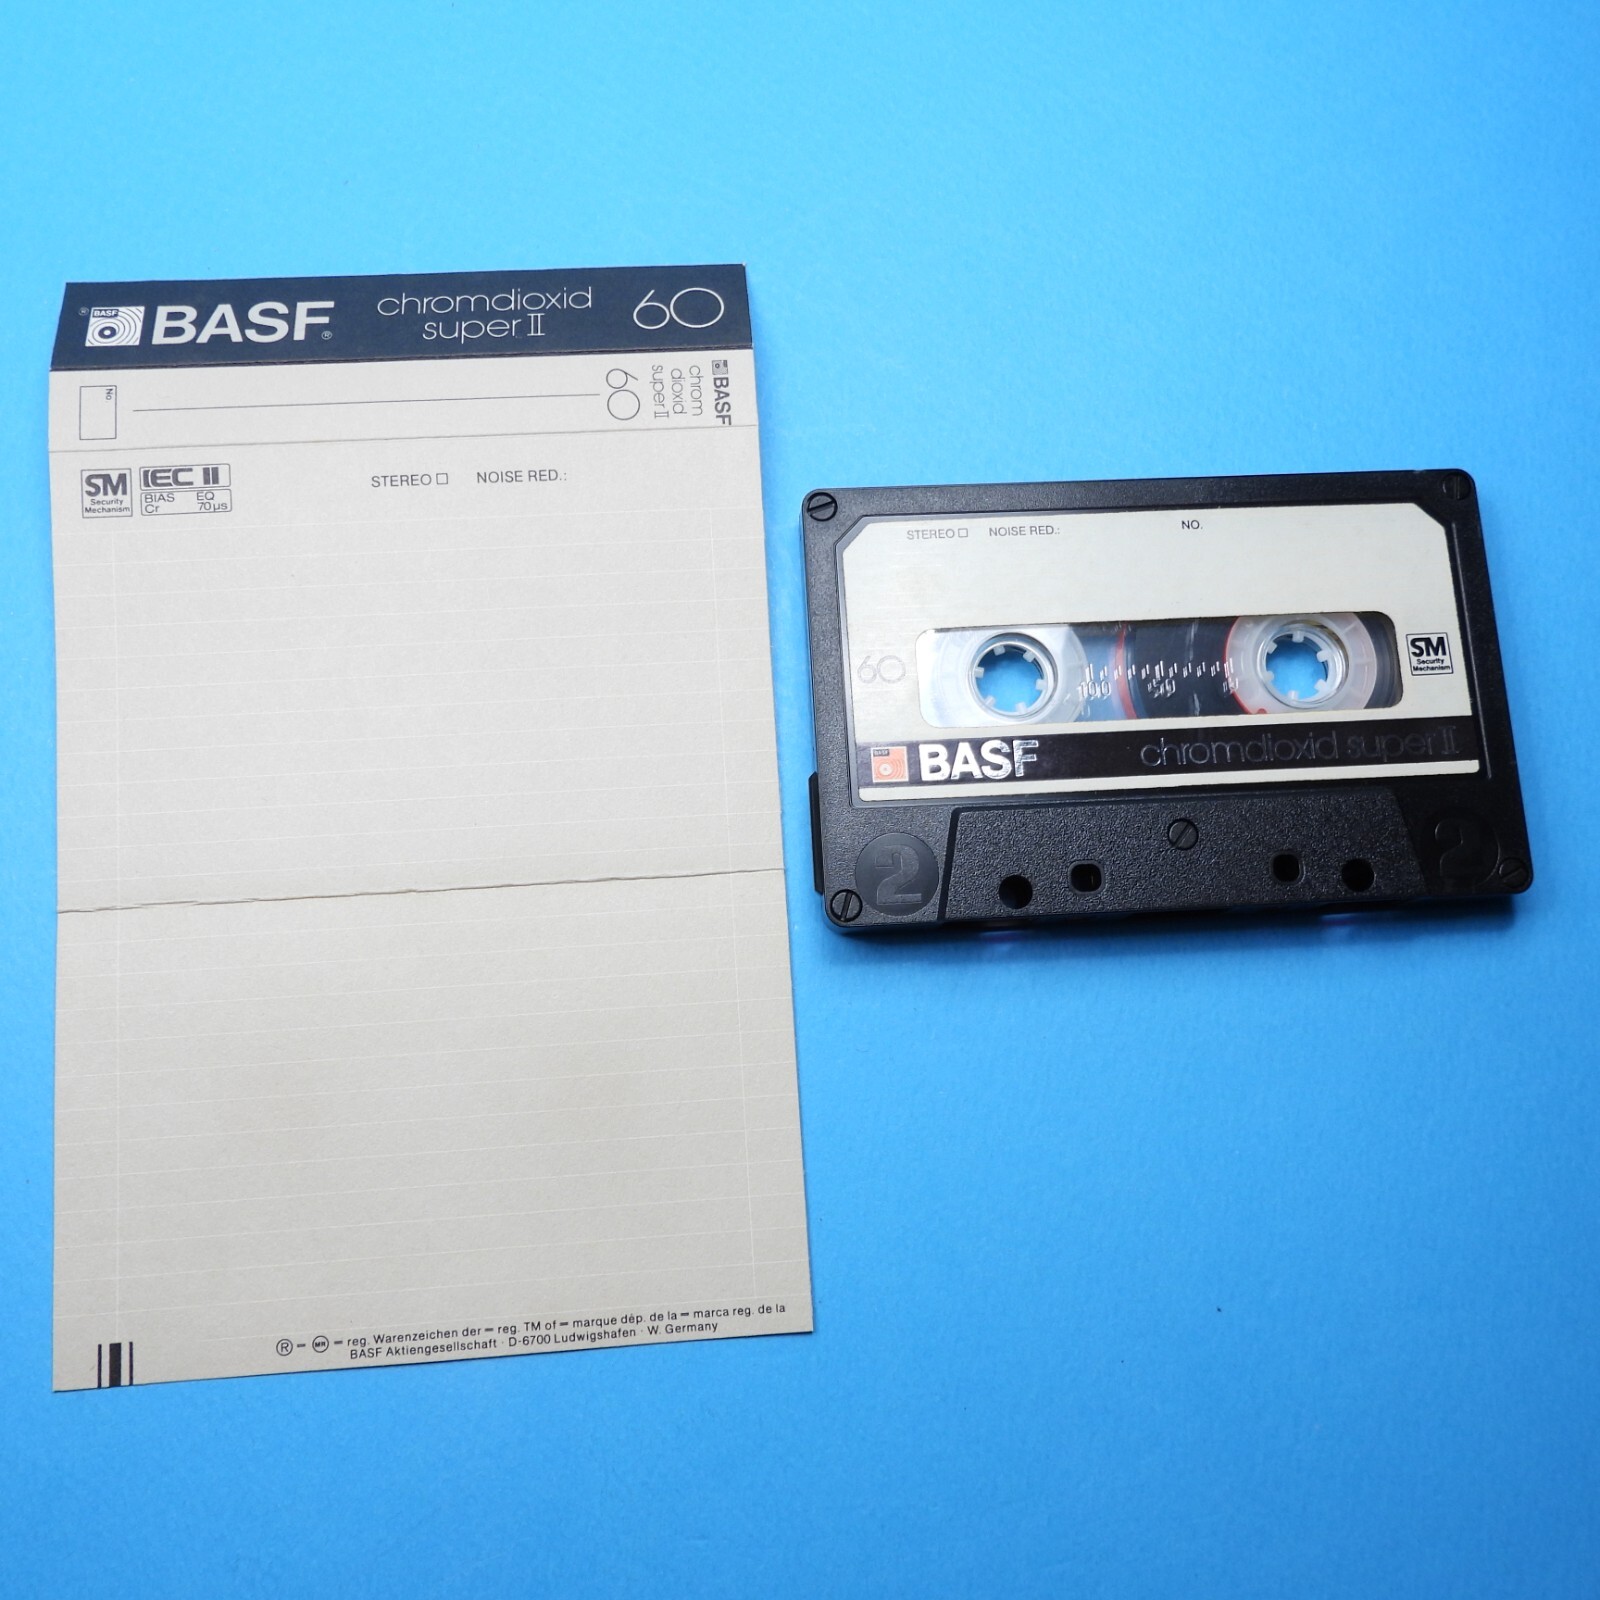 BASF
® BASF®
chromdioxid
super II
60
No
60
chrom
dioxid
super II
BASF
SM
Security
Mechanism
IEC II
BIAS EQ
Cr 70µs
STEREO □ NOISE RED.:
® – MR – reg. Warenzeichen der – reg. TM of – marque dép. de la – marca reg. de la
BASF Aktiengesellschaft · D-6700 Ludwigshafen · W. Germany
STEREO □ NOISE RED.: NO.
60
100 50
SM
Security
Mechanism
BASF
BASF chromdioxid super II
2 2